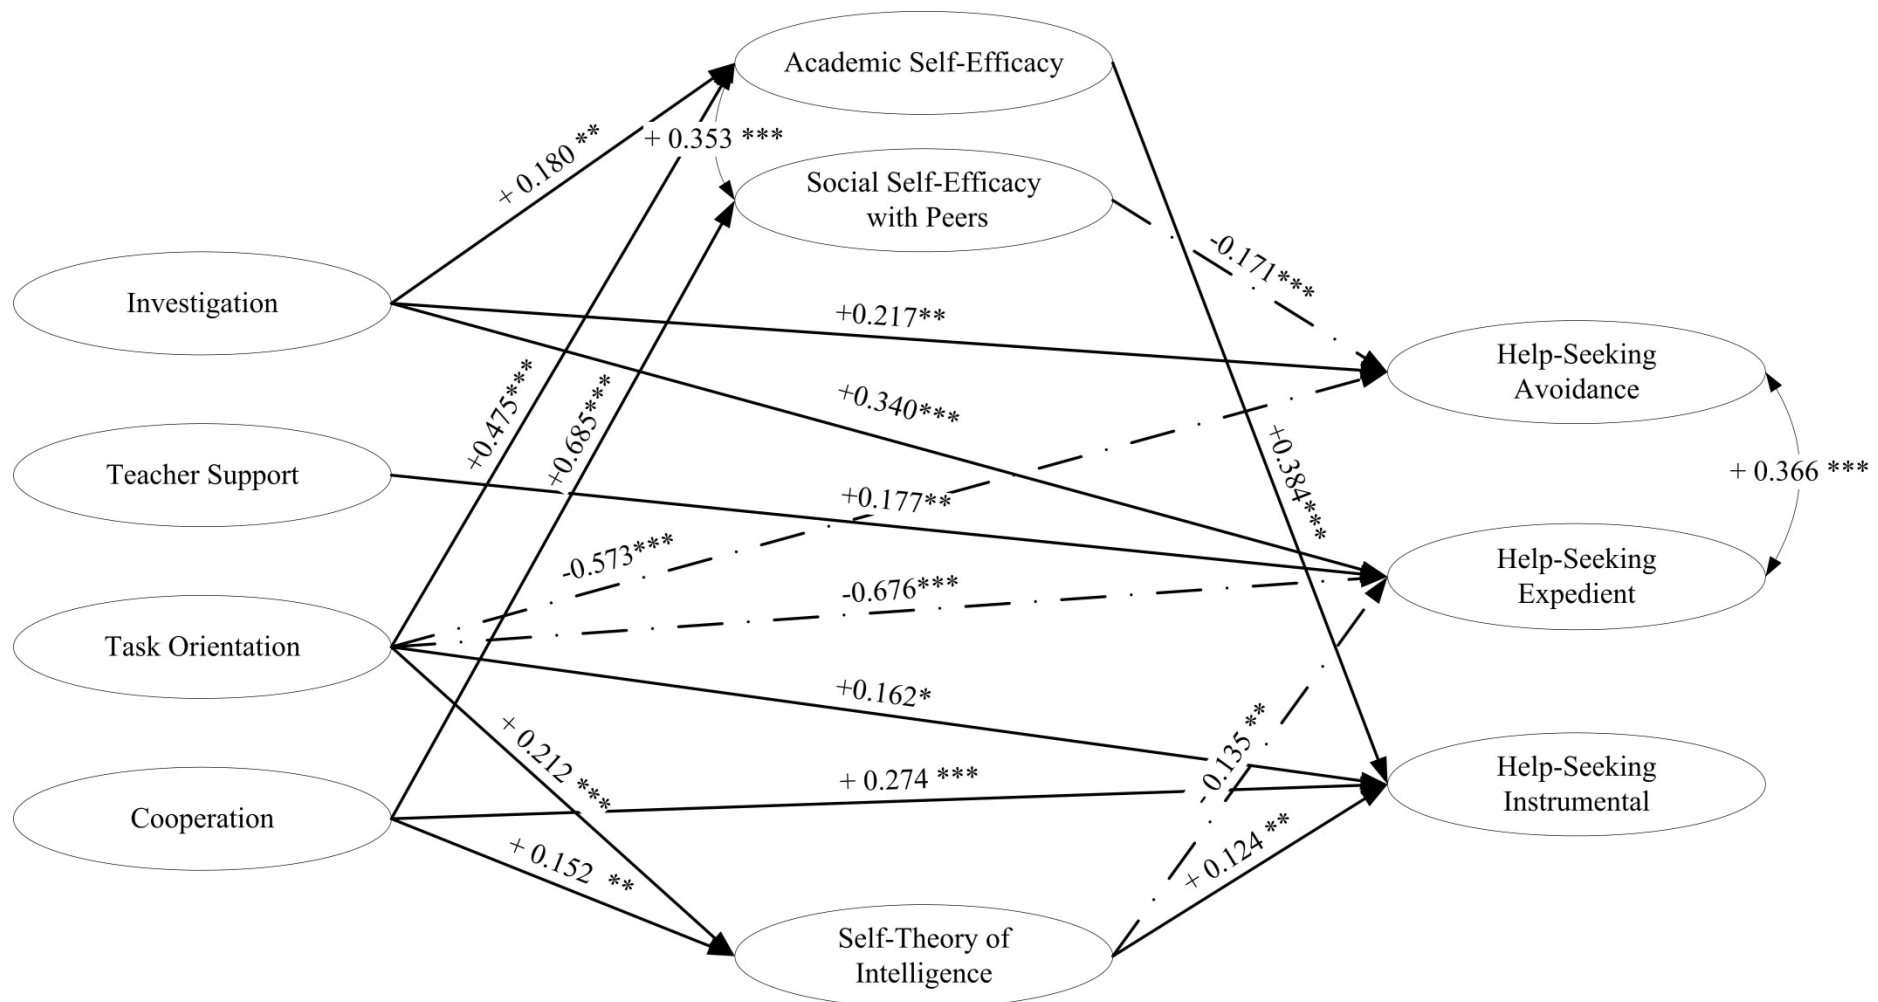 Academic Self-Efficacy
+ 0.353 ***
+ 0.180 **
Social Self-Efficacy
with Peers
-0.171***
Investigation
+0.217**
Help-Seeking
Avoidance
+0.475***
+0.685***
+0.340***
+0.384***
Teacher Support
+0.177**
+ 0.366 ***
-0.573***
-0.676***
Help-Seeking
Expedient
Task Orientation
+0.162*
+ 0.212 ***
- 0.135 **
Help-Seeking
Instrumental
+ 0.274 ***
Cooperation
+ 0.152 **
+ 0.124 **
Self-Theory of
Intelligence